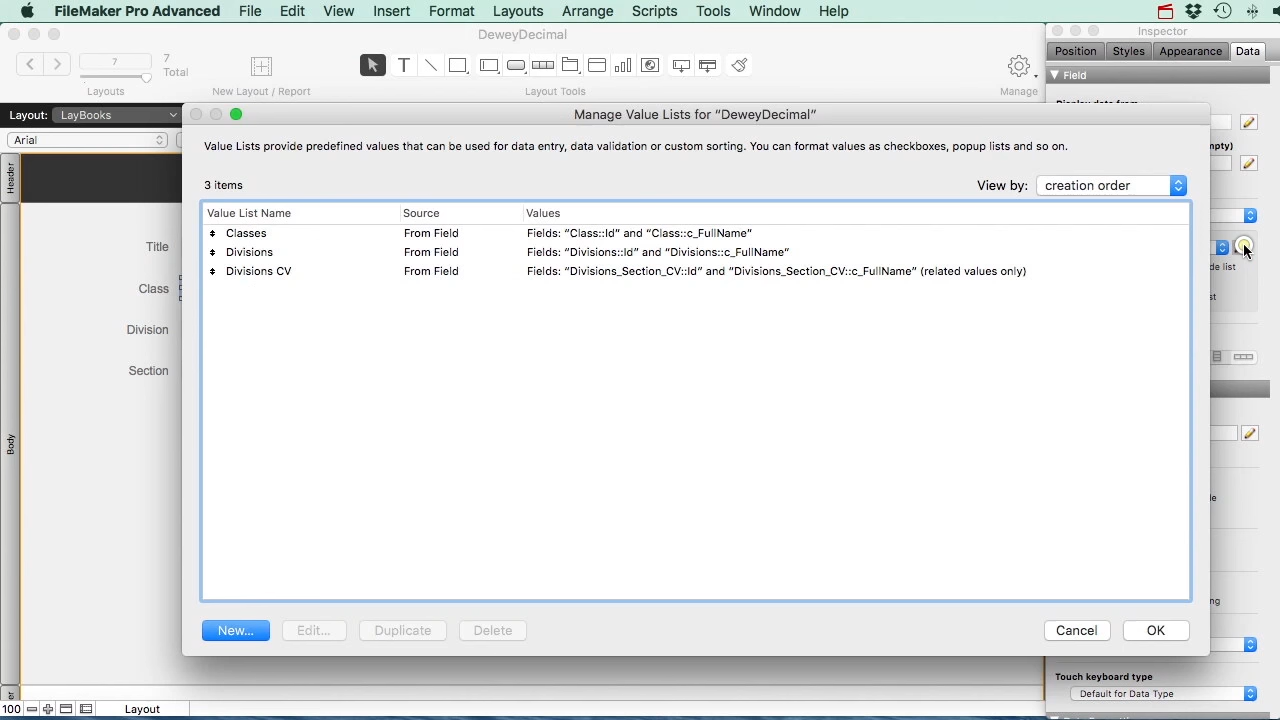 FileMaker Pro Advanced File Edit View Insert Format Layouts Arrange Scripts Tools Window Help
DeweyDecimal
Inspector
7
7
Total
Layouts
New Layout / Report
Layout Tools
Manage
Position Styles Appearance Data
Field
Layout: LayBooks
Manage Value Lists for "DeweyDecimal"
Display data from
Arial
Header
Value Lists provide predefined values that can be used for data entry, data validation or custom sorting. You can format values as checkboxes, popup lists and so on.
3 items
View by: creation order
Value List Name Source Values
Classes From Field Fields: "Class::Id" and "Class::c_FullName"
Divisions From Field Fields: "Divisions::Id" and "Divisions::c_FullName"
Divisions CV From Field Fields: "Divisions_Section_CV::Id" and "Divisions_Section_CV::c_FullName" (related values only)
Title
Class
Division
Section
Body
New... Edit... Duplicate Delete Cancel OK
Touch keyboard type
Default for Data Type
100 Layout